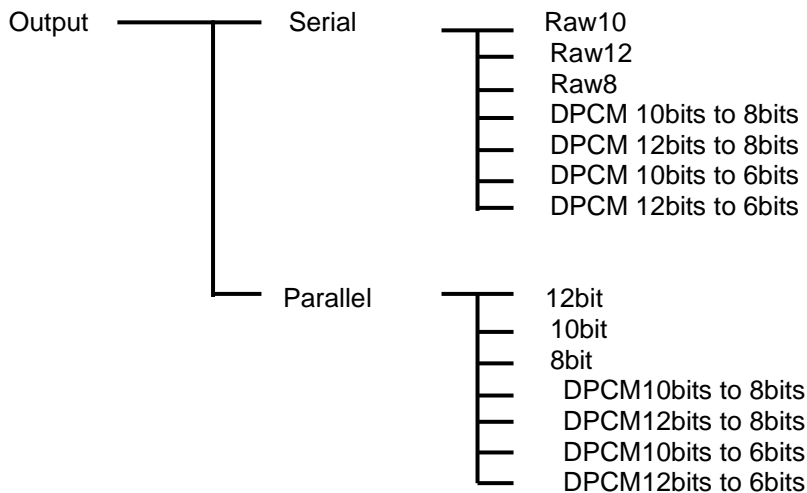 Output Serial Raw10
Raw12
Raw8
DPCM 10bits to 8bits
DPCM 12bits to 8bits
DPCM 10bits to 6bits
DPCM 12bits to 6bits
Parallel 12bit
10bit
8bit
DPCM10bits to 8bits
DPCM12bits to 8bits
DPCM10bits to 6bits
DPCM12bits to 6bits